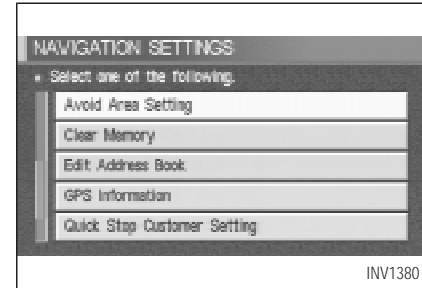 NAVIGATION SETTINGS
Select one of the following.
Avoid Area Setting
Clear Memory
Edit Address Book
GPS Information
Quick Stop Customer Setting
INV1380